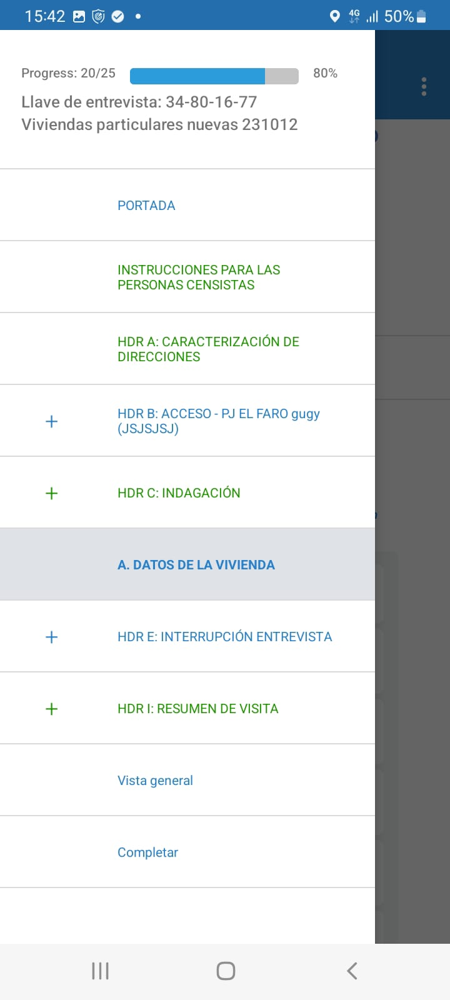 15:42
4G
50%
Progress: 20/25
80%
Llave de entrevista: 34-80-16-77
Viviendas particulares nuevas 231012
PORTADA
INSTRUCCIONES PARA LAS
PERSONAS CENSISTAS
HDR A: CARACTERIZACIÓN DE
DIRECCIONES
+
HDR B: ACCESO - PJ EL FARO gugy
(JSJSJSJ)
+
HDR C: INDAGACIÓN
A. DATOS DE LA VIVIENDA
+
HDR E: INTERRUPCIÓN ENTREVISTA
+
HDR I: RESUMEN DE VISITA
Vista general
Completar